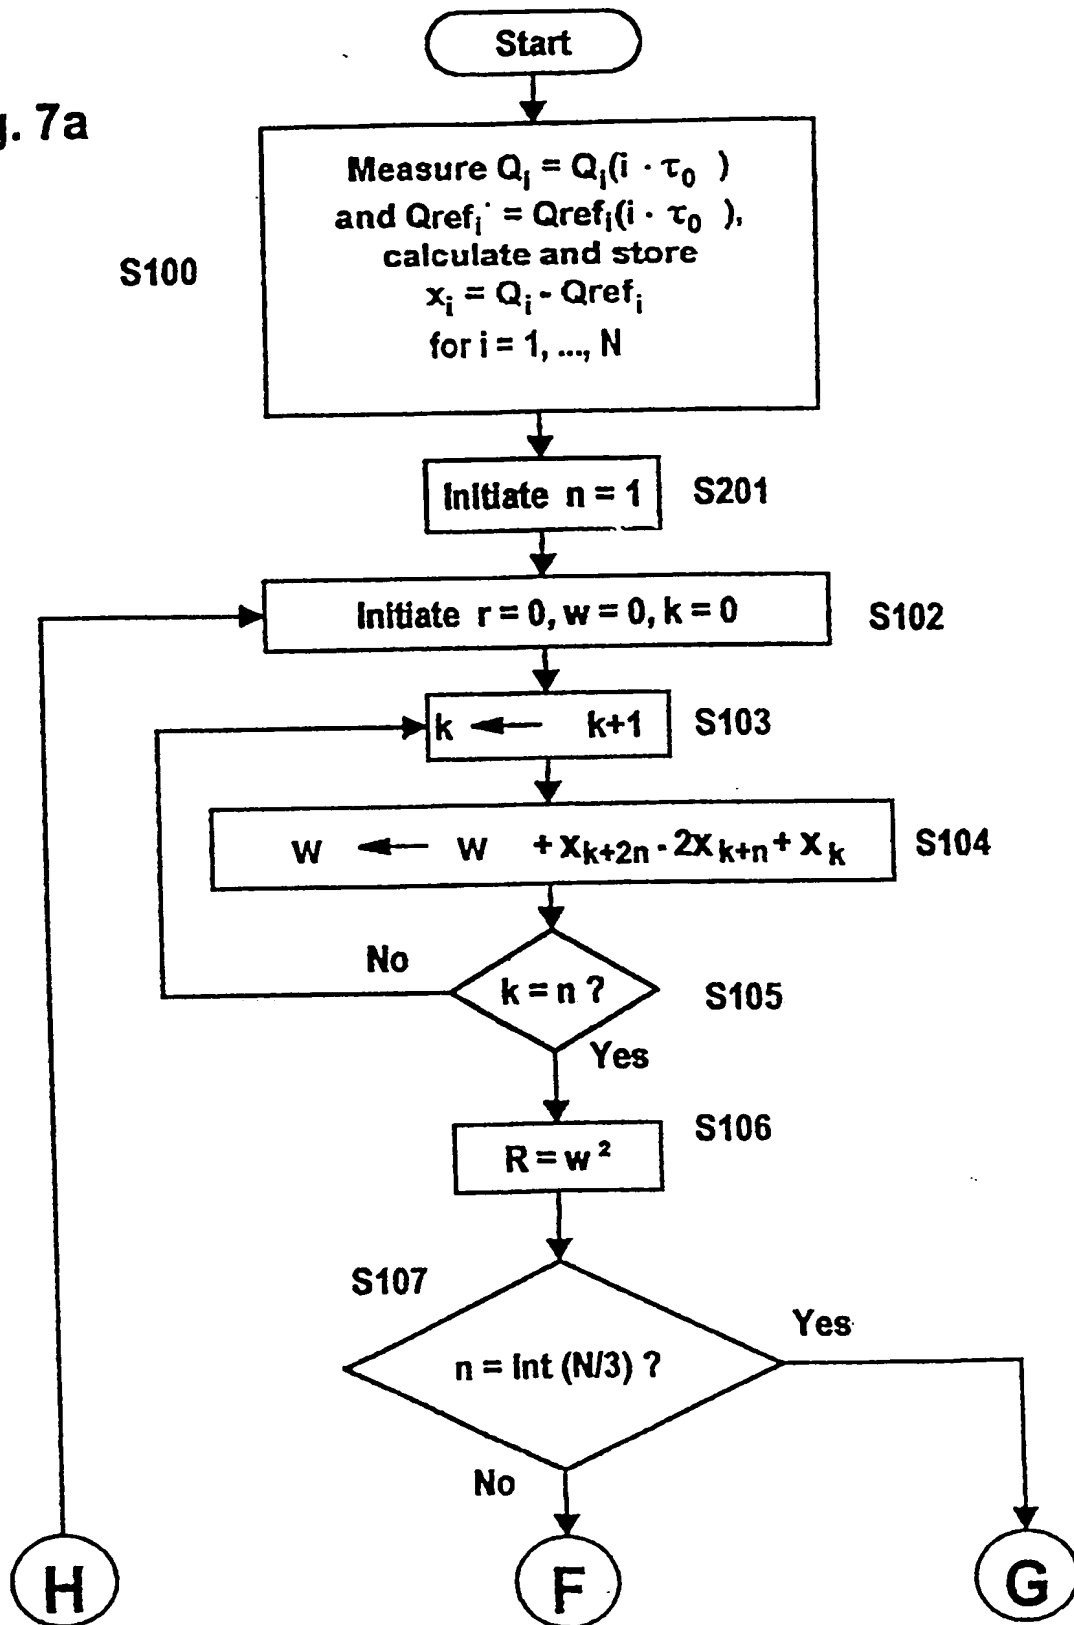 Start
g. 7a
Measure Qi = Qi(i · τ0 )
and Qrefi· = Qrefi(i · τ0 ),
calculate and store
xi = Qi - Qrefi
for i = 1, ..., N
S100
Initiate n = 1
S201
Initiate r = 0, w = 0, k = 0
S102
k ← k+1
S103
w ← w + xk+2n - 2xk+n + xk
S104
No
k = n ?
S105
Yes
S106
R = w²
S107
Yes
n = int (N/3) ?
No
H
F
G